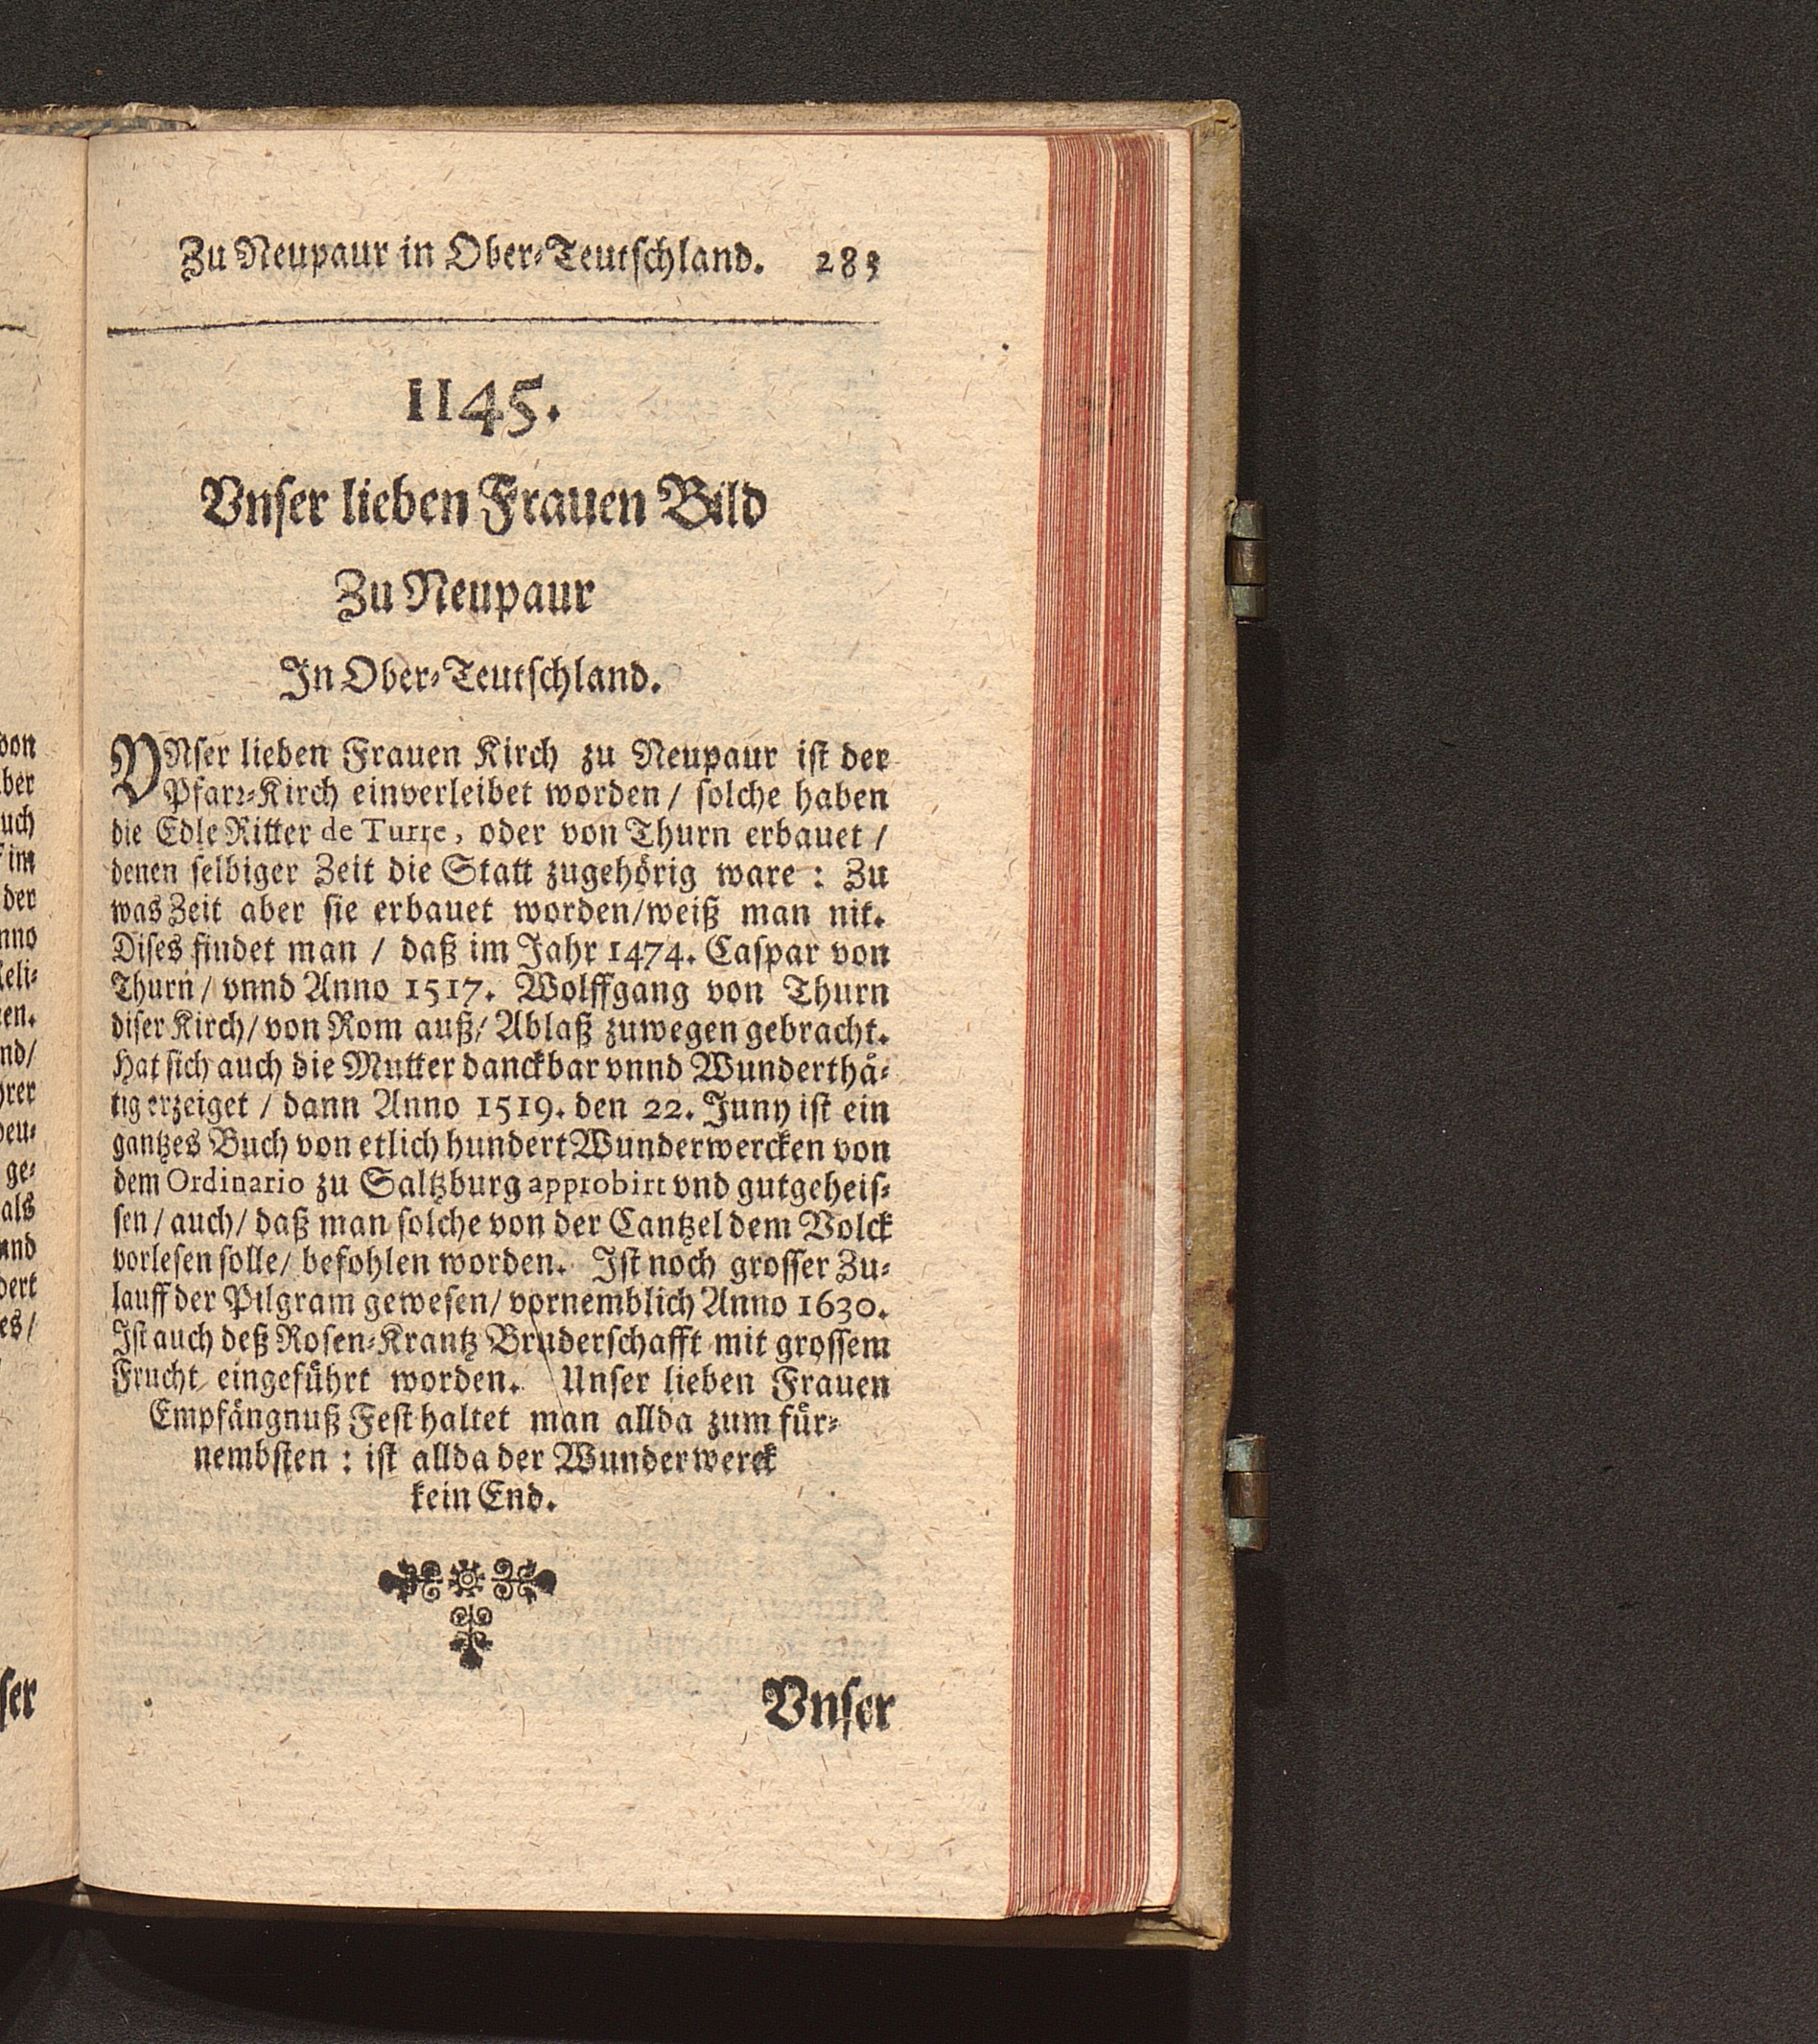 Zu Neupaur in Ober-Teutschland. 285
1145.
Vnser lieben Frauen Bild
Zu Neupaur
In Ober-Teutschland.
VNser lieben Frauen Kirch zu Neupaur ist der
Pfarr-Kirch einverleibet worden / solche haben
die Edle Ritter de Turre, oder von Thurn erbauet /
denen selbiger Zeit die Statt zugehörig ware : Zu
was Zeit aber sie erbauet worden/weiß man nit.
Dises findet man / daß im Jahr 1474. Caspar von
Thurn / vnnd Anno 1517. Wolffgang von Thurn
diser Kirch/ von Rom auß/ Ablaß zuwegen gebracht.
Hat sich auch die Mutter danckbar vnnd Wunderthä-
tig erzeiget / dann Anno 1519. den 22. Juny ist ein
gantzes Buch von etlich hundert Wunderwercken von
dem Ordinario zu Saltzburg approbirt vnd gutgeheis-
sen / auch/ daß man solche von der Cantzel dem Volck
vorlesen solle/ befohlen worden. Ist noch grosser Zu-
lauff der Pilgram gewesen/ vornemblich Anno 1630.
Ist auch deß Rosen-Krantz Bruderschafft mit grossem
Frucht eingeführt worden. Unser lieben Frauen
Empfängnuß Fest haltet man allda zum für-
nembsten : ist allda der Wunderwerck
kein End.
Vnser